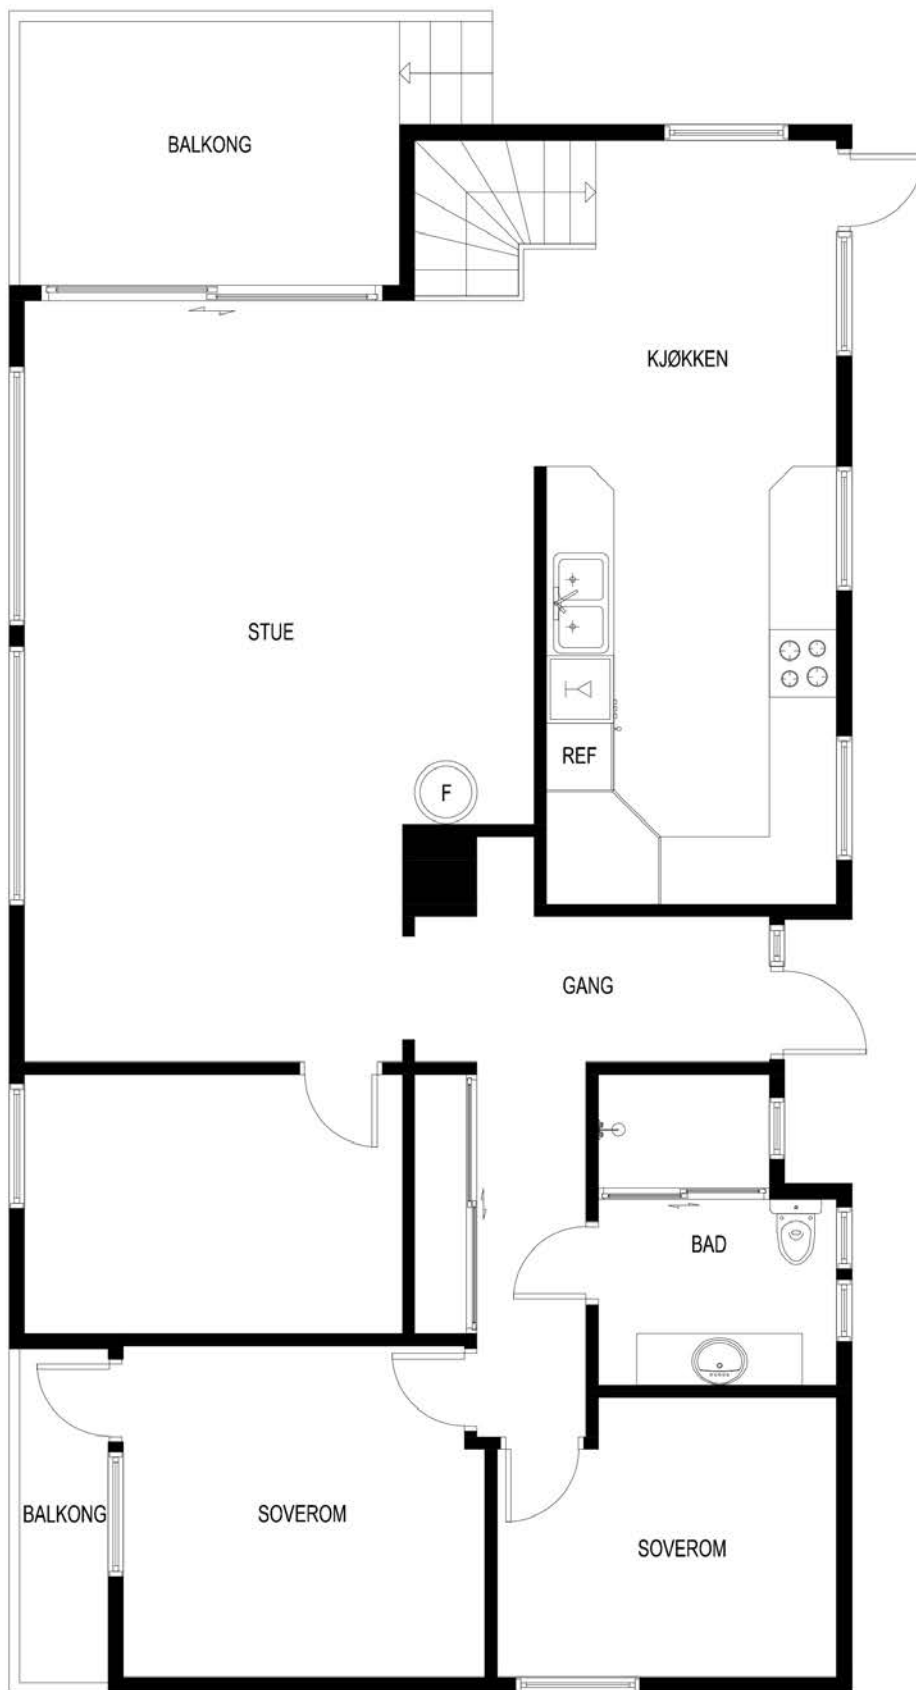 BALKONG
KJØKKEN
STUE
REF
F
GANG
BAD
BALKONG
SOVEROM
SOVEROM